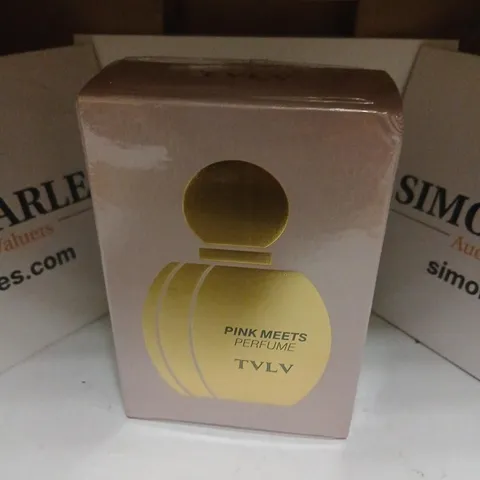 TVLV
PINK MEETS
PERFUME
TVLV
ARLE
Valuers
es.com
SIMO
Auc
simo